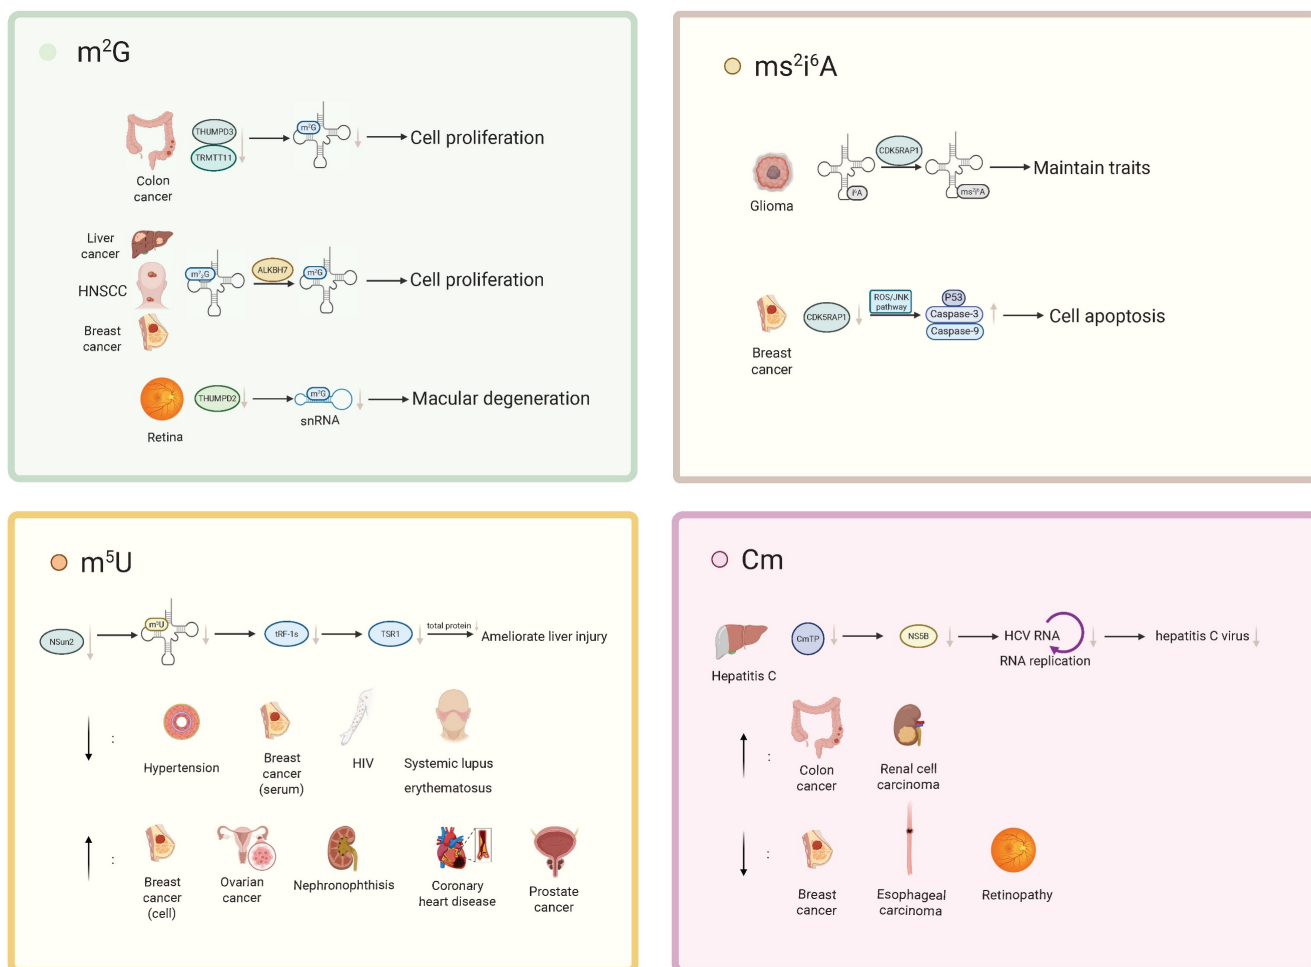 m²G
THUMPD3
TRMTT11
m²G
Cell proliferation
Colon
cancer
Liver
cancer
HNSCC
Breast
cancer
m²₂G
ALKBH7
m²G
Cell proliferation
THUMPD2
m²G
Macular degeneration
snRNA
Retina
ms²i⁶A
CDK5RAP1
i⁶A
ms²i⁶A
Maintain traits
Glioma
CDK5RAP1
ROS/JNK
pathway
P53
Caspase-3
Caspase-9
Cell apoptosis
Breast
cancer
m⁵U
NSun2
m⁵U
tRF-1s
TSR1
total protein
Ameliorate liver injury
:
Hypertension
Breast
cancer
(serum)
HIV
Systemic lupus
erythematosus
:
Breast
cancer
(cell)
Ovarian
cancer
Nephronophthisis
Coronary
heart disease
Prostate
cancer
Cm
Hepatitis C
CmTP
NS5B
HCV RNA
RNA replication
hepatitis C virus
:
Colon
cancer
Renal cell
carcinoma
:
Breast
cancer
Esophageal
carcinoma
Retinopathy